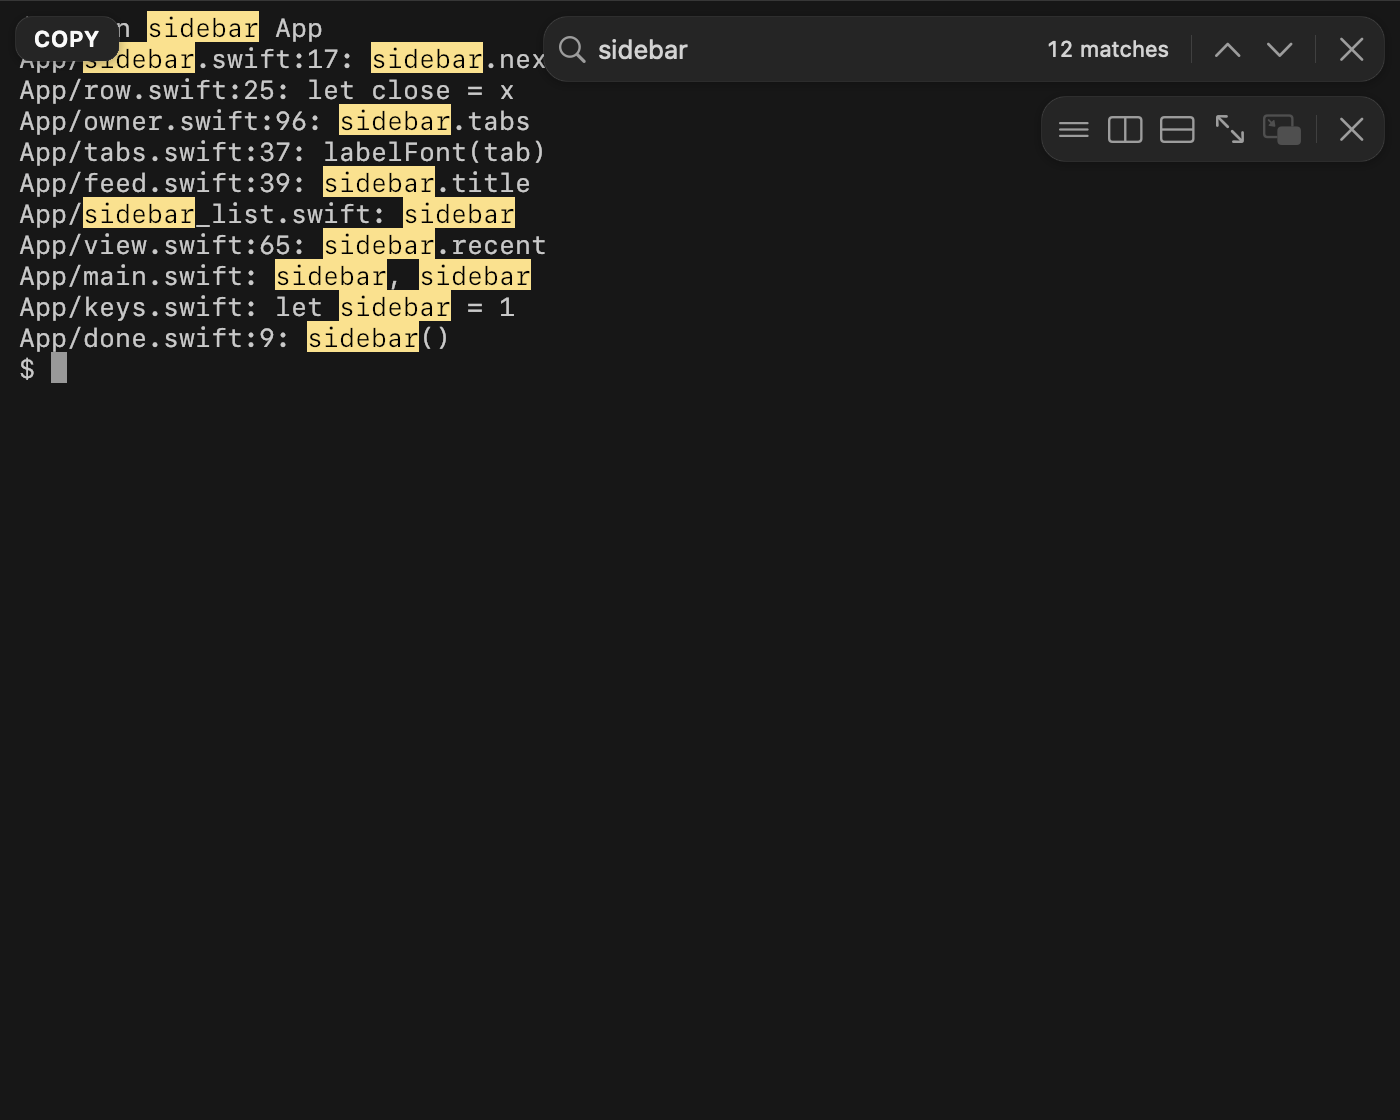 COPY
n sidebar App
sidebar
12 matches
App/sidebar.swift:17: sidebar.nex
App/row.swift:25: let close = x
App/owner.swift:96: sidebar.tabs
App/tabs.swift:37: labelFont(tab)
App/feed.swift:39: sidebar.title
App/sidebar_list.swift: sidebar
App/view.swift:65: sidebar.recent
App/main.swift: sidebar, sidebar
App/keys.swift: let sidebar = 1
App/done.swift:9: sidebar()
$